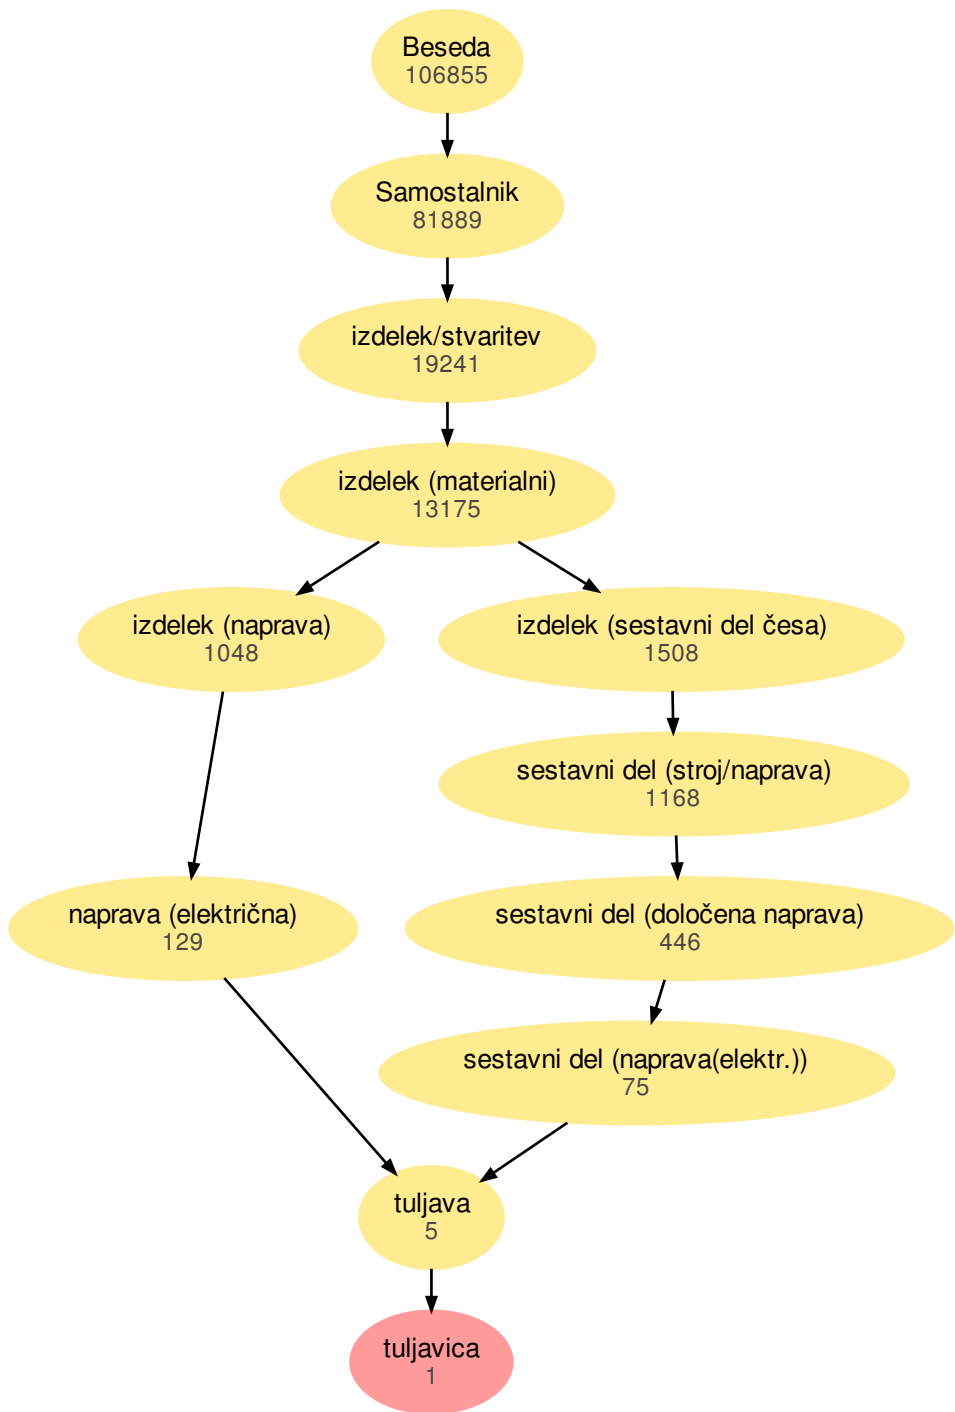 Beseda
106855
Samostalnik
81889
izdelek/stvaritev
19241
izdelek (materialni)
13175
izdelek (naprava)
1048
izdelek (sestavni del česa)
1508
sestavni del (stroj/naprava)
1168
naprava (električna)
129
sestavni del (določena naprava)
446
sestavni del (naprava(elektr.))
75
tuljava
5
tuljavica
1